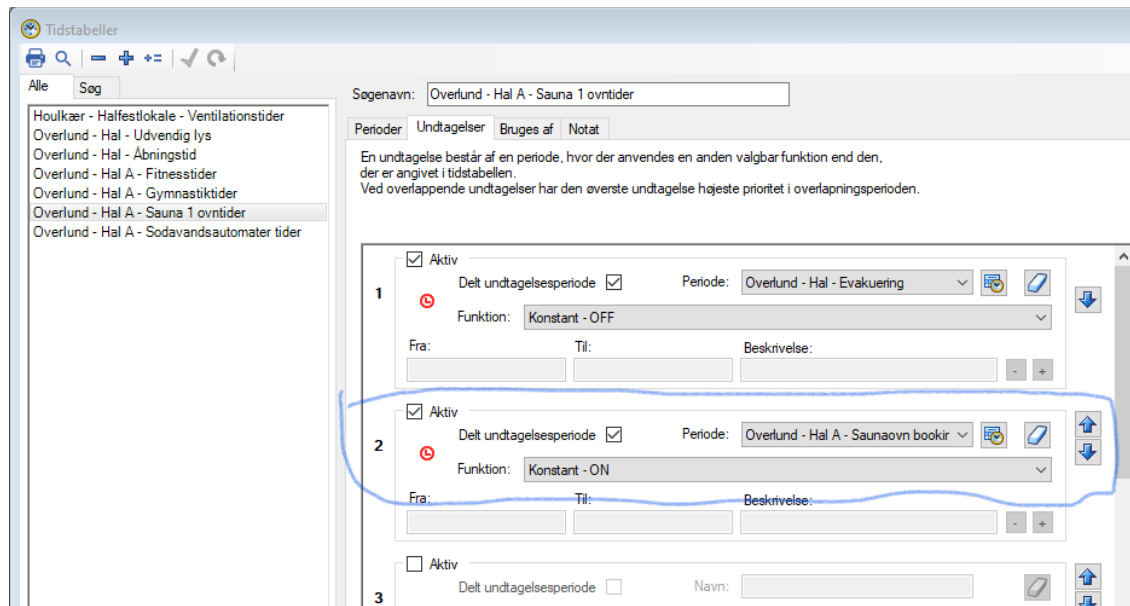 Tidstabeller
Alle
Søg
Houlkær - Halfestlokale - Ventilationstider
Overlund - Hal - Udvendig lys
Overlund - Hal - Åbningstid
Overlund - Hal A - Fitnesstider
Overlund - Hal A - Gymnastiktider
Overlund - Hal A - Sauna 1 ovntider
Overlund - Hal A - Sodavandsautomater tider
Søgenavn: Overlund - Hal A - Sauna 1 ovntider
Perioder Undtagelser Bruges af Notat
En undtagelse består af en periode, hvor der anvendes en anden valgbar funktion end den,
der er angivet i tidstabellen.
Ved overlappende undtagelser har den øverste undtagelse højeste prioritet i overlapningsperioden.
Aktiv
1
Delt undtagelsesperiode Periode: Overlund - Hal - Evakuering
Funktion: Konstant - OFF
Fra: Til: Beskrivelse:
- +
Aktiv
2
Delt undtagelsesperiode Periode: Overlund - Hal A - Saunaovn bookir
Funktion: Konstant - ON
Fra: Til: Beskrivelse:
- +
Aktiv
3
Delt undtagelsesperiode Navn: